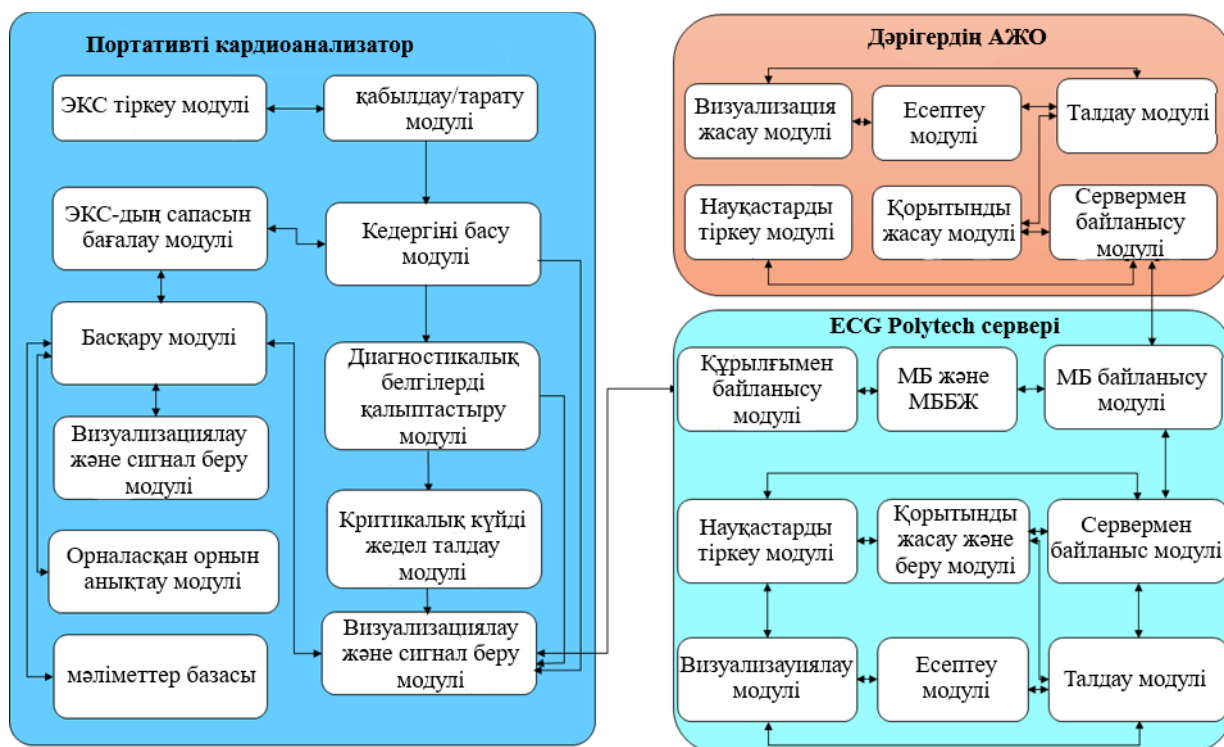 Портативті кардиоанализатор
ЭКС тіркеу модулі
қабылдау/тарату
модулі
ЭКС-дың сапасын
бағалау модулі
Кедергіні басу
модулі
Басқару модулі
Диагностикалық
белгілерді
қалыптастыру
модулі
Визуализациялау
және сигнал беру
модулі
Критикалық күйді
жедел талдау
модулі
Орналасқан орнын
анықтау модулі
Визуализациялау
және сигнал беру
модулі
мәліметтер базасы
Дәрігердің АЖО
Визуализация
жасау модулі
Есептеу
модулі
Талдау модулі
Науқастарды
тіркеу модулі
Қорытынды
жасау модулі
Сервермен
байланысу
модулі
ECG Polytech сервері
Құрылғымен
байланысу
модулі
МБ және
МББЖ
МБ байланысу
модулі
Науқастарды
тіркеу модулі
Қорытынды
жасау және
беру модулі
Сервермен
байланыс модулі
Визуализауиялау
модулі
Есептеу
модулі
Талдау модулі